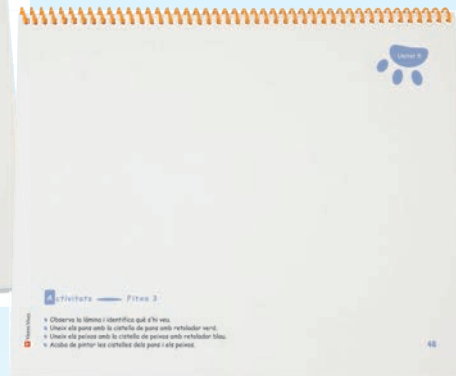 Unitat 5
Activitats Fitxa 3
Observa la làmina i identifica què s'hi veu.
Uneix els pans amb la cistella de pans amb retolador verd.
Uneix els peixos amb la cistella de peixos amb retolador blau.
Acaba de pintar les cistelles dels pans i els peixos.
48